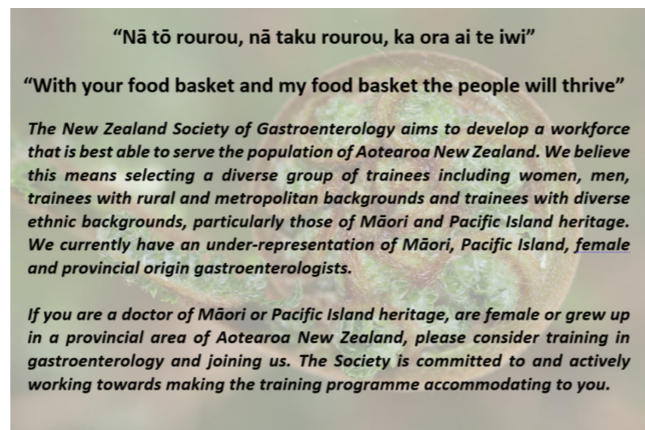 “Nā tō rourou, nā taku rourou, ka ora ai te iwi”
“With your food basket and my food basket the people will thrive”
The New Zealand Society of Gastroenterology aims to develop a workforce
that is best able to serve the population of Aotearoa New Zealand. We believe
this means selecting a diverse group of trainees including women, men,
trainees with rural and metropolitan backgrounds and trainees with diverse
ethnic backgrounds, particularly those of Māori and Pacific Island heritage.
We currently have an under-representation of Māori, Pacific Island, female
and provincial origin gastroenterologists.
If you are a doctor of Māori or Pacific Island heritage, are female or grew up
in a provincial area of Aotearoa New Zealand, please consider training in
gastroenterology and joining us. The Society is committed to and actively
working towards making the training programme accommodating to you.